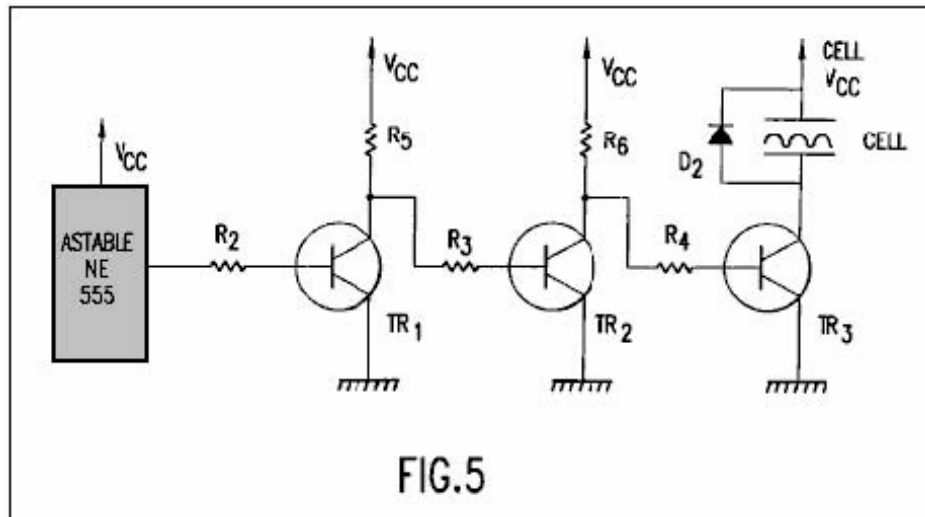 VCC
ASTABLE
NE
555
R2
VCC
R5
TR1
R3
VCC
R6
TR2
R4
CELL
VCC
D2
CELL
TR3
FIG.5